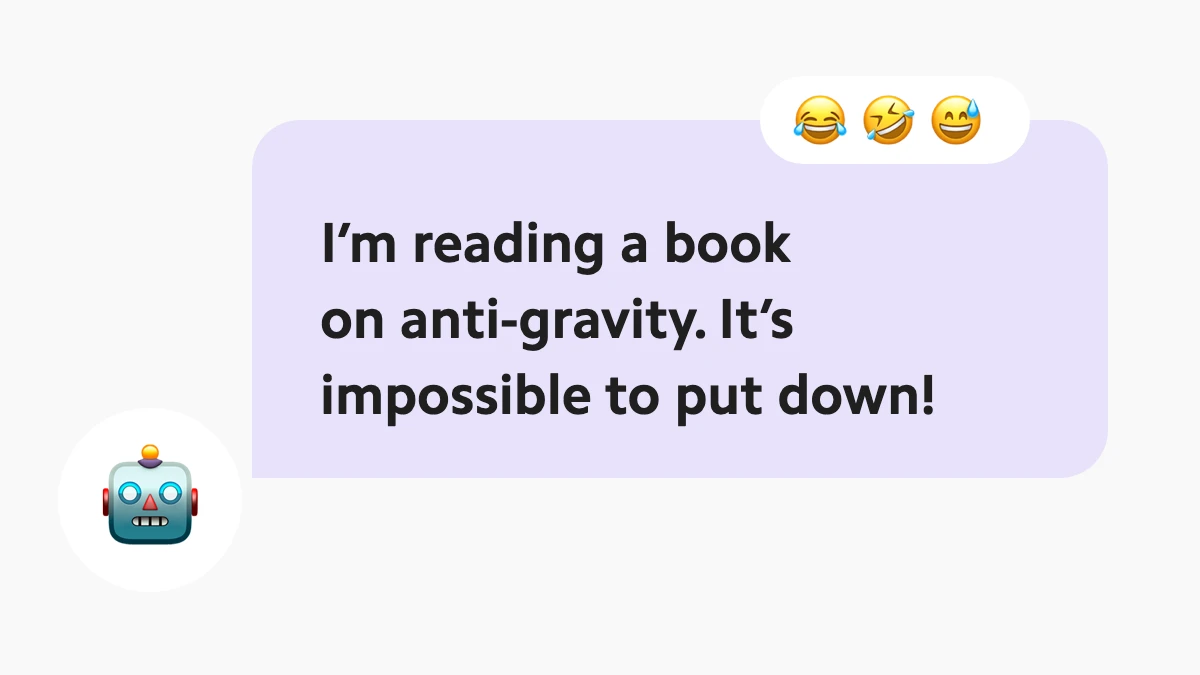 I’m reading a book
on anti-gravity. It’s
impossible to put down!